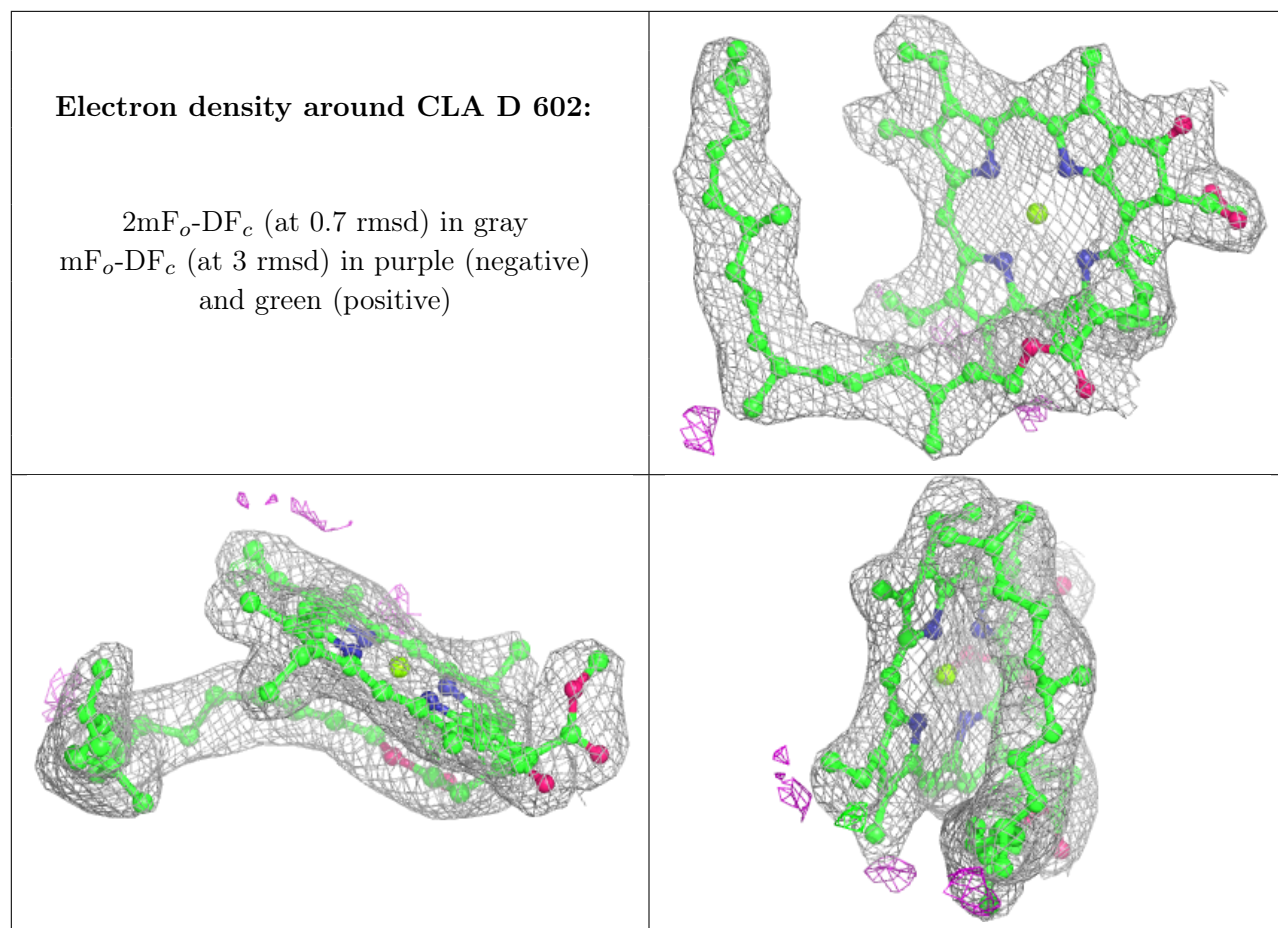 Electron density around CLA D 602:
2mFo-DFc (at 0.7 rmsd) in gray
mFo-DFc (at 3 rmsd) in purple (negative)
and green (positive)